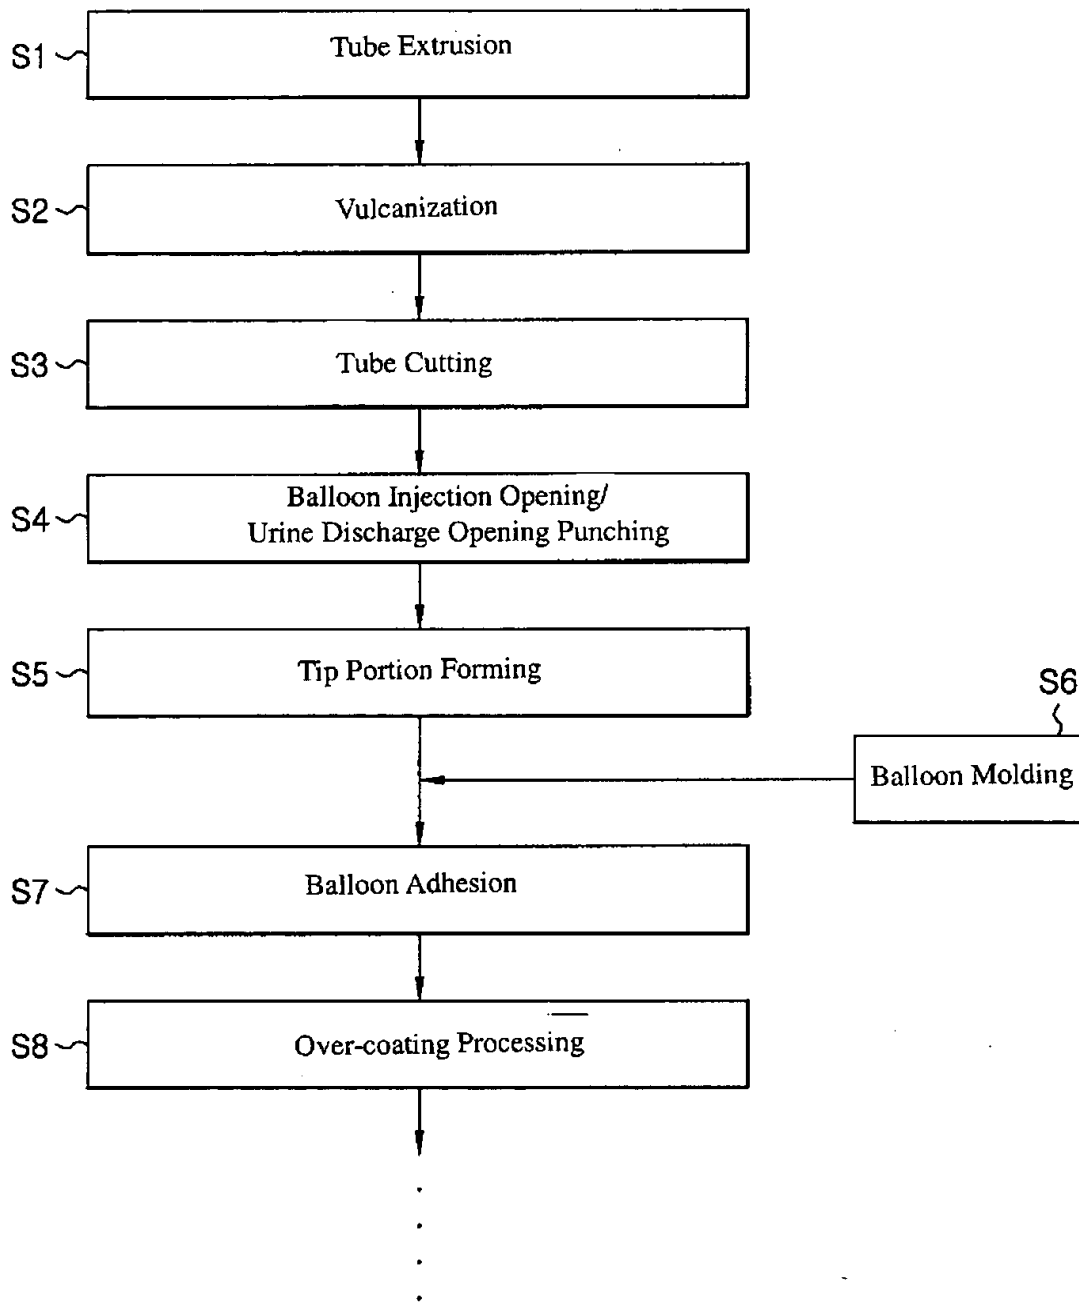 S1
Tube Extrusion
S2
Vulcanization
S3
Tube Cutting
S4
Balloon Injection Opening/
Urine Discharge Opening Punching
S5
Tip Portion Forming
S6
Balloon Molding
S7
Balloon Adhesion
S8
Over-coating Processing